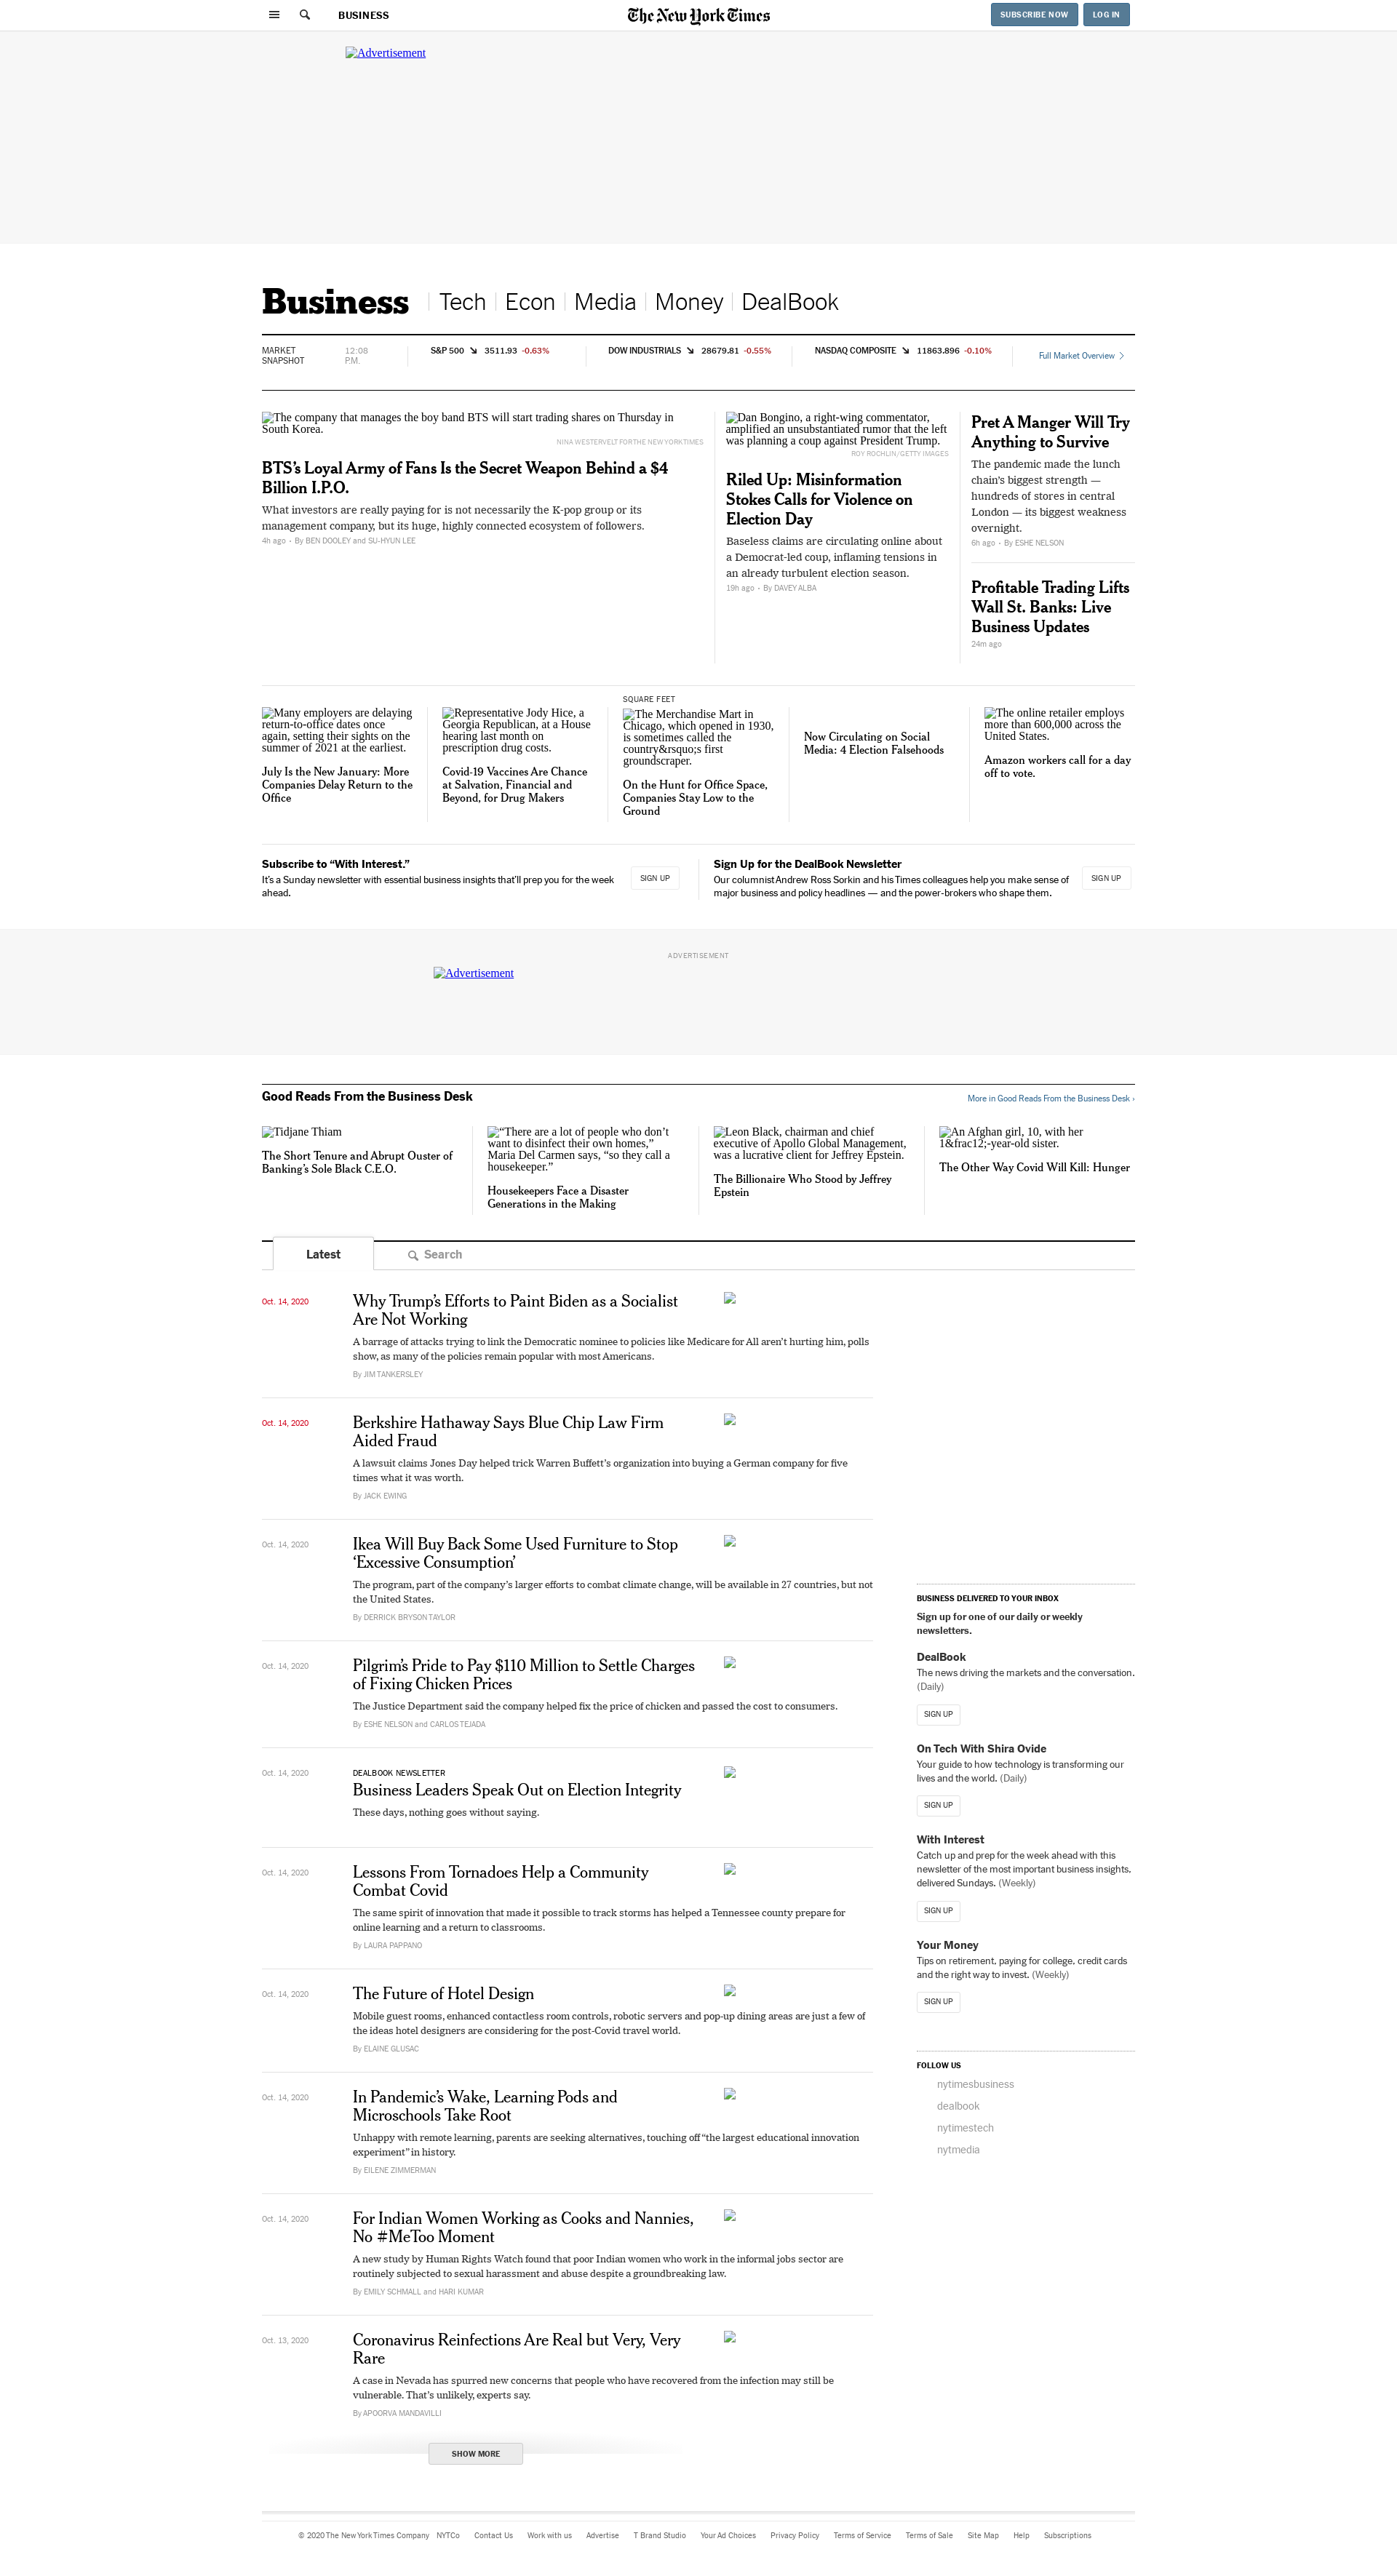 BUSINESS
The New York Times
SUBSCRIBE NOW
LOG IN
Advertisement
Business
Tech
Econ
Media
Money
DealBook
MARKET
SNAPSHOT
12:08
P.M.
S&P 500 3511.93 -0.63%
DOW INDUSTRIALS 28679.81 -0.55%
NASDAQ COMPOSITE 11863.896 -0.10%
Full Market Overview
The company that manages the boy band BTS will start trading shares on Thursday in
South Korea.
NINA WESTERVELT FOR THE NEW YORK TIMES
BTS’s Loyal Army of Fans Is the Secret Weapon Behind a $4
Billion I.P.O.
What investors are really paying for is not necessarily the K-pop group or its
management company, but its huge, highly connected ecosystem of followers.
4h ago • By BEN DOOLEY and SU-HYUN LEE
Dan Bongino, a right-wing commentator,
amplified an unsubstantiated rumor that the left
was planning a coup against President Trump.
ROY ROCHLIN/GETTY IMAGES
Riled Up: Misinformation
Stokes Calls for Violence on
Election Day
Baseless claims are circulating online about
a Democrat-led coup, inflaming tensions in
an already turbulent election season.
19h ago • By DAVEY ALBA
Pret A Manger Will Try
Anything to Survive
The pandemic made the lunch
chain’s biggest strength —
hundreds of stores in central
London — its biggest weakness
overnight.
6h ago • By ESHE NELSON
Profitable Trading Lifts
Wall St. Banks: Live
Business Updates
24m ago
Many employers are delaying
return-to-office dates once
again, setting their sights on the
summer of 2021 at the earliest.
July Is the New January: More
Companies Delay Return to the
Office
Representative Jody Hice, a
Georgia Republican, at a House
hearing last month on
prescription drug costs.
Covid-19 Vaccines Are Chance
at Salvation, Financial and
Beyond, for Drug Makers
SQUARE FEET
The Merchandise Mart in
Chicago, which opened in 1930,
is sometimes called the
country&rsquo;s first
groundscraper.
On the Hunt for Office Space,
Companies Stay Low to the
Ground
Now Circulating on Social
Media: 4 Election Falsehoods
The online retailer employs
more than 600,000 across the
United States.
Amazon workers call for a day
off to vote.
Subscribe to “With Interest.”
It’s a Sunday newsletter with essential business insights that’ll prep you for the week
ahead.
SIGN UP
Sign Up for the DealBook Newsletter
Our columnist Andrew Ross Sorkin and his Times colleagues help you make sense of
major business and policy headlines — and the power-brokers who shape them.
SIGN UP
ADVERTISEMENT
Advertisement
Good Reads From the Business Desk
More in Good Reads From the Business Desk ›
Tidjane Thiam
The Short Tenure and Abrupt Ouster of
Banking’s Sole Black C.E.O.
“There are a lot of people who don’t
want to disinfect their own homes,”
Maria Del Carmen says, “so they call a
housekeeper.”
Housekeepers Face a Disaster
Generations in the Making
Leon Black, chairman and chief
executive of Apollo Global Management,
was a lucrative client for Jeffrey Epstein.
The Billionaire Who Stood by Jeffrey
Epstein
An Afghan girl, 10, with her
1&frac12;-year-old sister.
The Other Way Covid Will Kill: Hunger
Latest
Search
Oct. 14, 2020
Why Trump’s Efforts to Paint Biden as a Socialist
Are Not Working
A barrage of attacks trying to link the Democratic nominee to policies like Medicare for All aren’t hurting him, polls
show, as many of the policies remain popular with most Americans.
By JIM TANKERSLEY
Oct. 14, 2020
Berkshire Hathaway Says Blue Chip Law Firm
Aided Fraud
A lawsuit claims Jones Day helped trick Warren Buffett’s organization into buying a German company for five
times what it was worth.
By JACK EWING
Oct. 14, 2020
Ikea Will Buy Back Some Used Furniture to Stop
‘Excessive Consumption’
The program, part of the company’s larger efforts to combat climate change, will be available in 27 countries, but not
the United States.
By DERRICK BRYSON TAYLOR
Oct. 14, 2020
Pilgrim’s Pride to Pay $110 Million to Settle Charges
of Fixing Chicken Prices
The Justice Department said the company helped fix the price of chicken and passed the cost to consumers.
By ESHE NELSON and CARLOS TEJADA
Oct. 14, 2020
DEALBOOK NEWSLETTER
Business Leaders Speak Out on Election Integrity
These days, nothing goes without saying.
Oct. 14, 2020
Lessons From Tornadoes Help a Community
Combat Covid
The same spirit of innovation that made it possible to track storms has helped a Tennessee county prepare for
online learning and a return to classrooms.
By LAURA PAPPANO
Oct. 14, 2020
The Future of Hotel Design
Mobile guest rooms, enhanced contactless room controls, robotic servers and pop-up dining areas are just a few of
the ideas hotel designers are considering for the post-Covid travel world.
By ELAINE GLUSAC
Oct. 14, 2020
In Pandemic’s Wake, Learning Pods and
Microschools Take Root
Unhappy with remote learning, parents are seeking alternatives, touching off “the largest educational innovation
experiment” in history.
By EILENE ZIMMERMAN
Oct. 14, 2020
For Indian Women Working as Cooks and Nannies,
No #MeToo Moment
A new study by Human Rights Watch found that poor Indian women who work in the informal jobs sector are
routinely subjected to sexual harassment and abuse despite a groundbreaking law.
By EMILY SCHMALL and HARI KUMAR
Oct. 13, 2020
Coronavirus Reinfections Are Real but Very, Very
Rare
A case in Nevada has spurred new concerns that people who have recovered from the infection may still be
vulnerable. That’s unlikely, experts say.
By APOORVA MANDAVILLI
SHOW MORE
BUSINESS DELIVERED TO YOUR INBOX
Sign up for one of our daily or weekly
newsletters.
DealBook
The news driving the markets and the conversation.
(Daily)
SIGN UP
On Tech With Shira Ovide
Your guide to how technology is transforming our
lives and the world. (Daily)
SIGN UP
With Interest
Catch up and prep for the week ahead with this
newsletter of the most important business insights,
delivered Sundays. (Weekly)
SIGN UP
Your Money
Tips on retirement, paying for college, credit cards
and the right way to invest. (Weekly)
SIGN UP
FOLLOW US
nytimesbusiness
dealbook
nytimestech
nytmedia
© 2020 The New York Times Company NYTCo Contact Us Work with us Advertise T Brand Studio Your Ad Choices Privacy Policy Terms of Service Terms of Sale Site Map Help Subscriptions